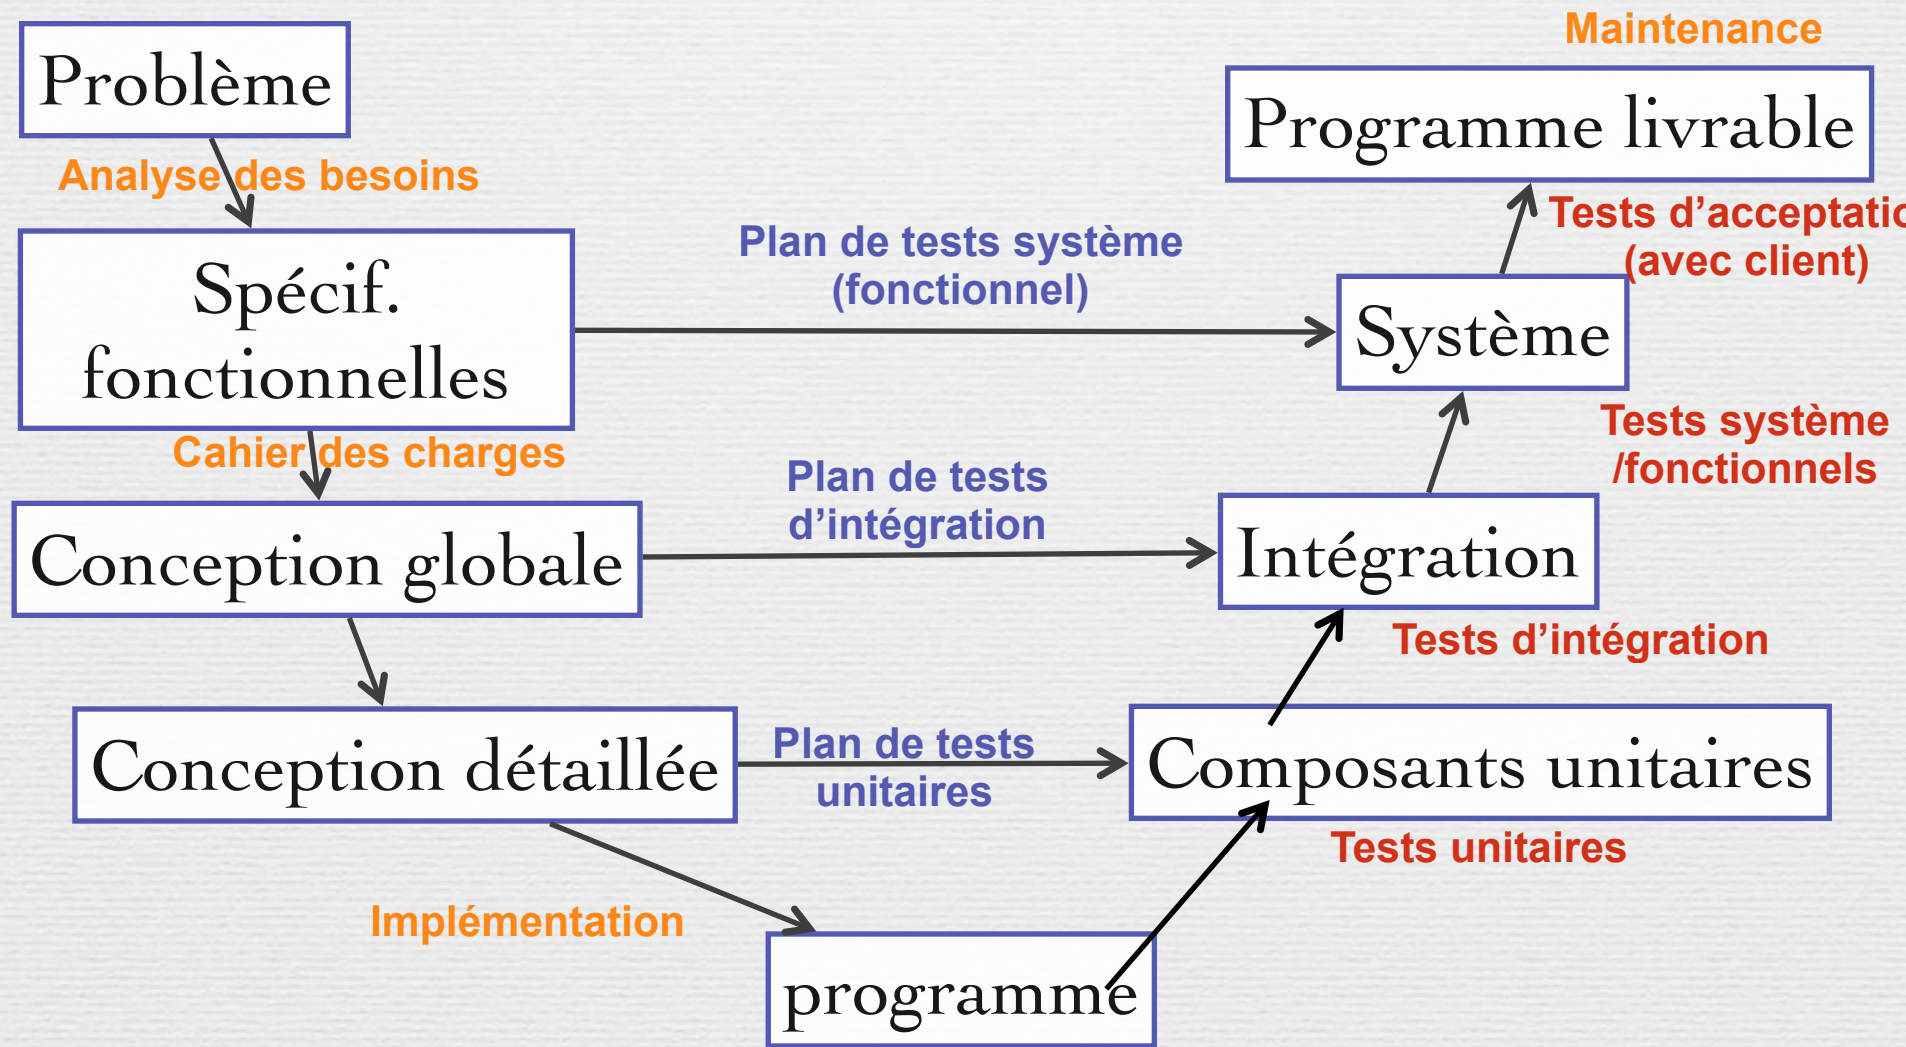 Maintenance
Problème
Programme livrable
Analyse des besoins
Tests d’acceptatio
(avec client)
Spécif.
fonctionnelles
Plan de tests système
(fonctionnel)
Système
Cahier des charges
Tests système
/fonctionnels
Plan de tests
d’intégration
Conception globale
Intégration
Tests d’intégration
Conception détaillée
Plan de tests
unitaires
Composants unitaires
Tests unitaires
Implémentation
programme